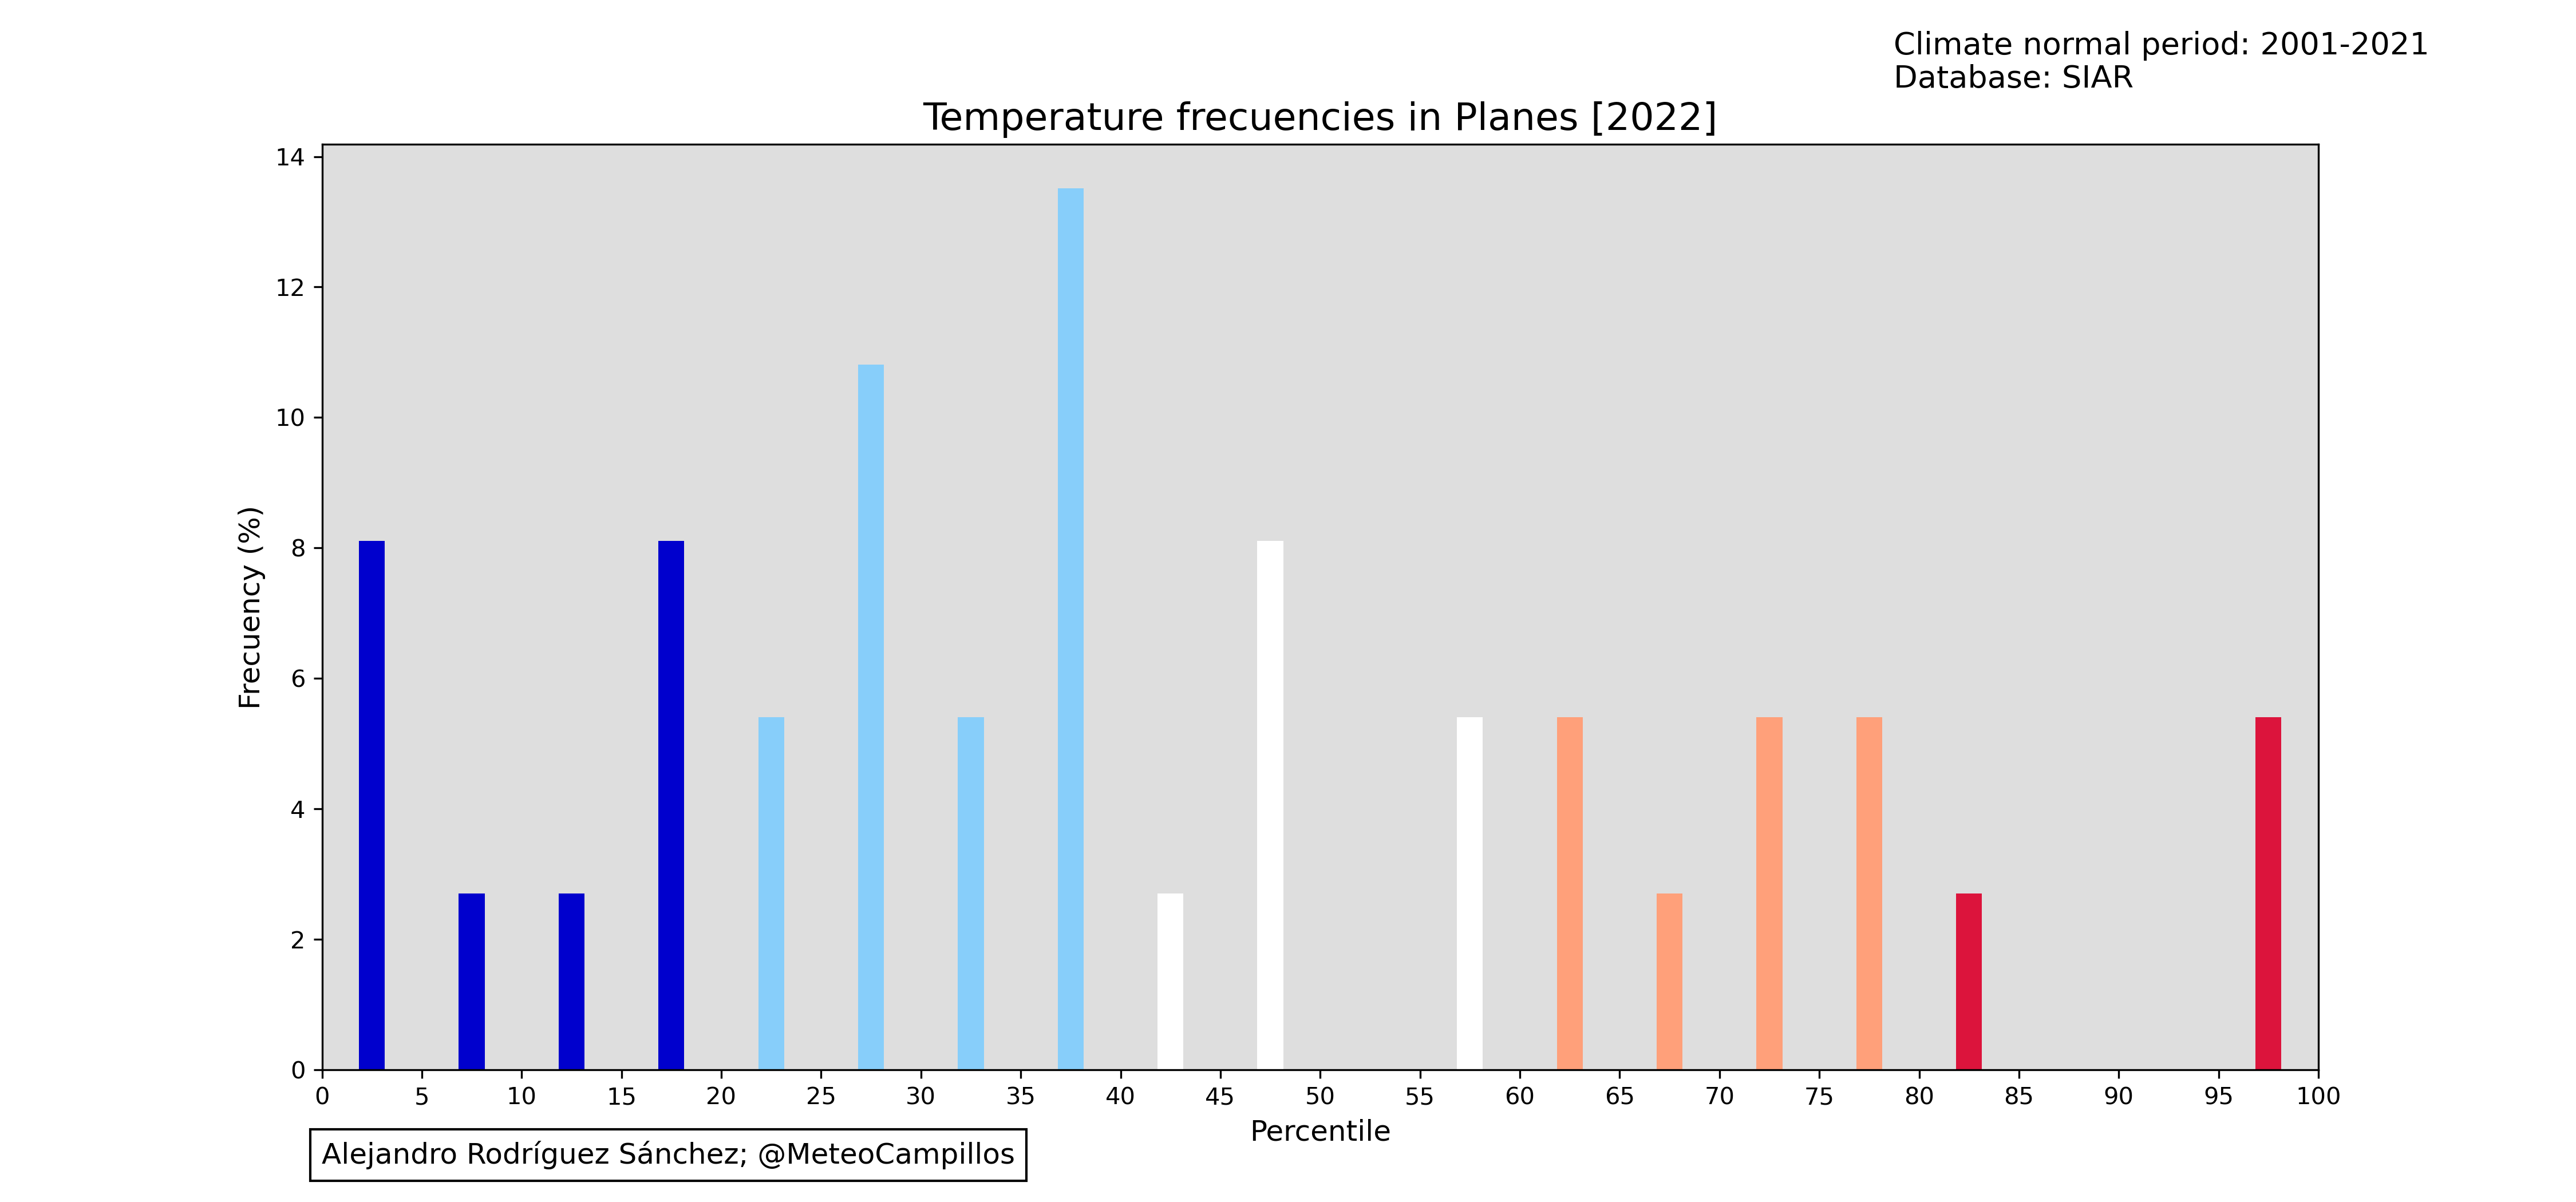 Climate normal period: 2001-2021
Database: SIAR
Temperature frecuencies in Planes [2022]
14
12
10
8
6
4
2
0
Frecuency (%)
0 5 10 15 20 25 30 35 40 45 50 55 60 65 70 75 80 85 90 95 100
Percentile
Alejandro Rodríguez Sánchez; @MeteoCampillos